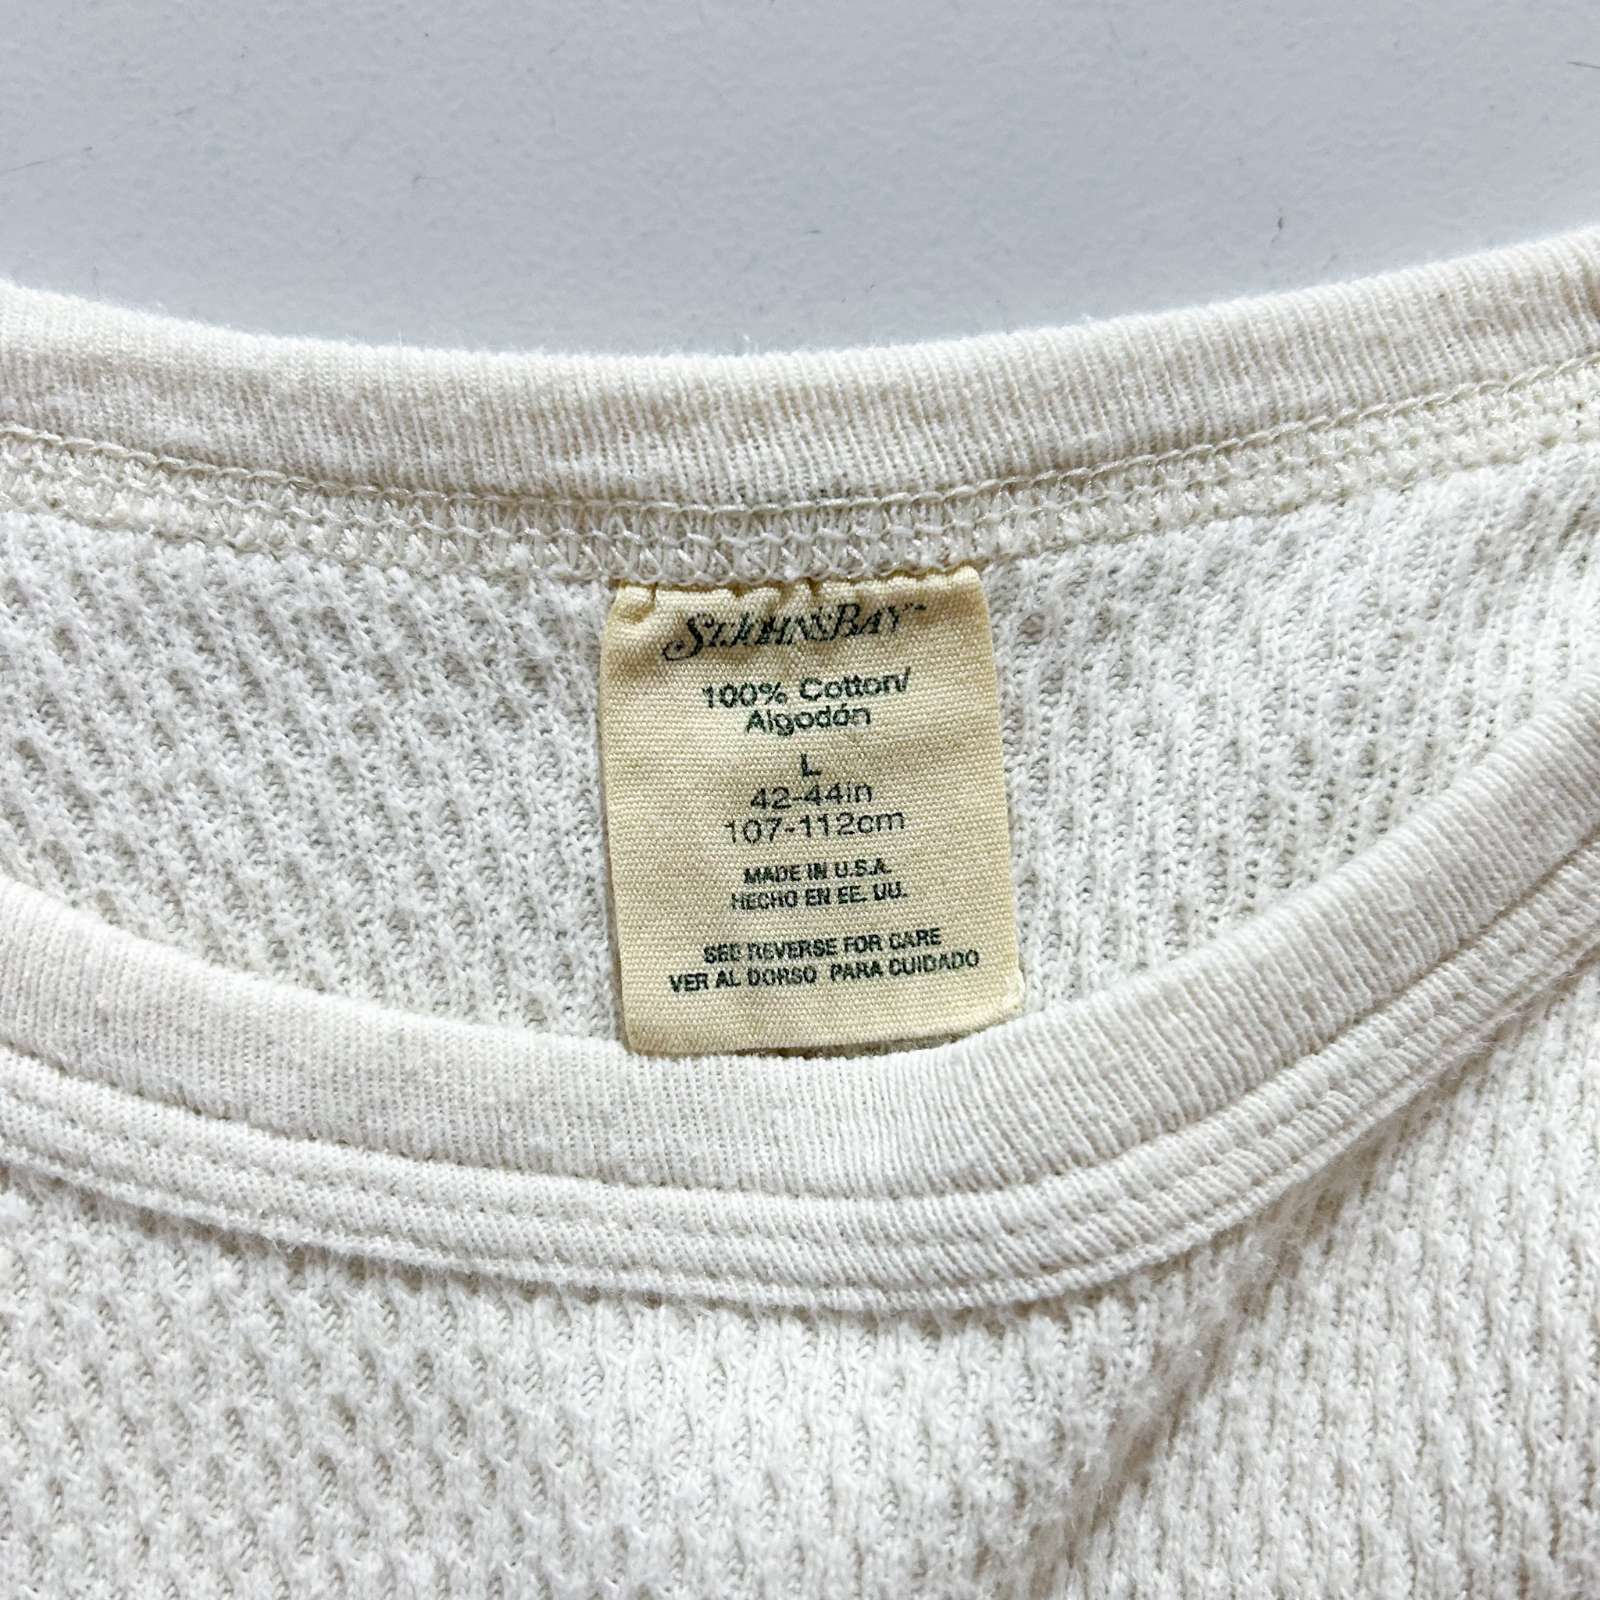 ST.JOHN'S BAY™
100% Cotton/
Algodón
L
42-44in
107-112cm
MADE IN U.S.A.
HECHO EN EE. UU.
SEE REVERSE FOR CARE
VER AL DORSO PARA CUIDADO